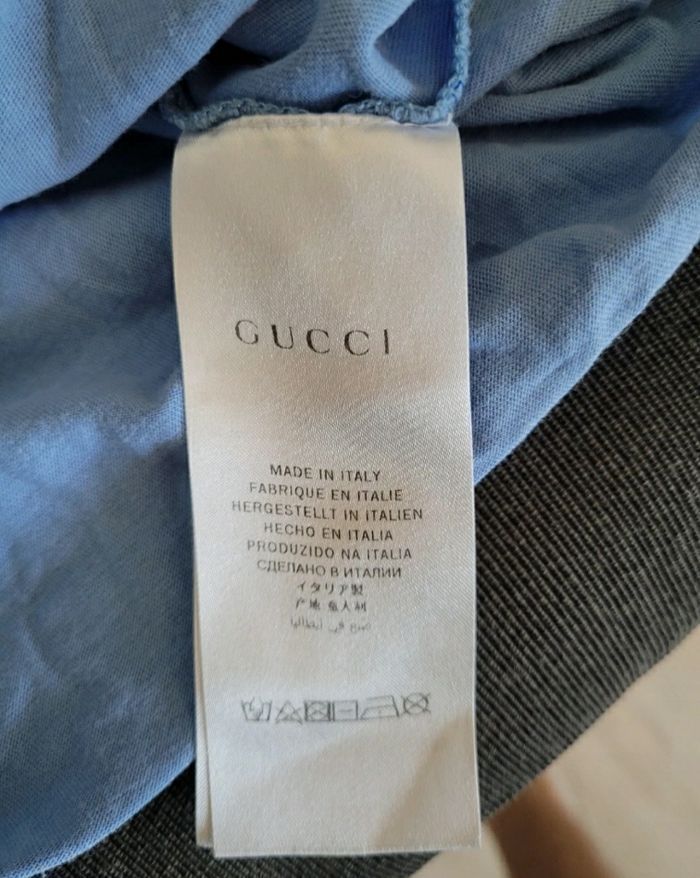 GUCCI
MADE IN ITALY
FABRIQUE EN ITALIE
HERGESTELLT IN ITALIEN
HECHO EN ITALIA
PRODUZIDO NA ITALIA
СДЕЛАНО В ИТАЛИИ
イタリア製
产地 意大利
صنع في ايطاليا